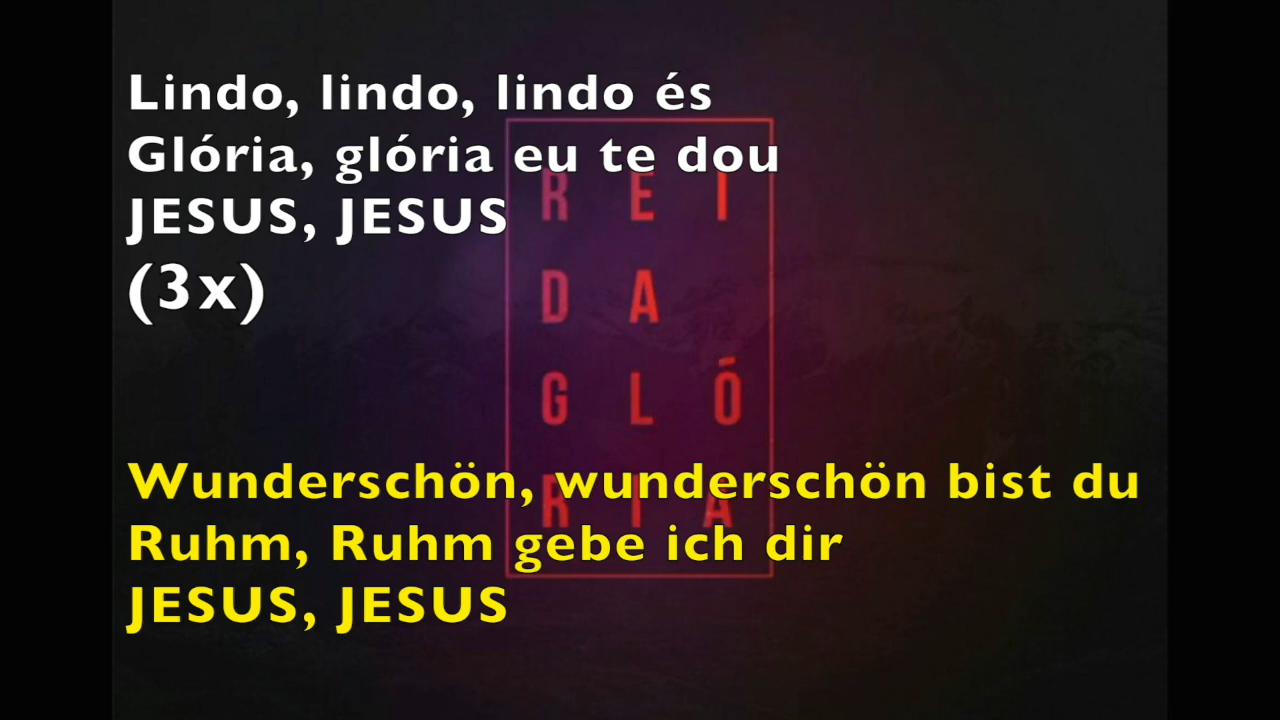 Lindo, lindo, lindo és
Glória, glória eu te dou
JESUS, JESUS
(3x)
REI
DA
GLÓ
RIA
Wunderschön, wunderschön bist du
Ruhm, Ruhm gebe ich dir
JESUS, JESUS